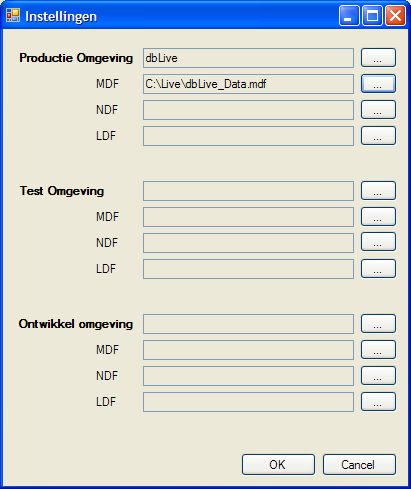 Instellingen
Productie Omgeving dbLive ...
MDF C:\Live\dbLive_Data.mdf ...
NDF ...
LDF ...
Test Omgeving ...
MDF ...
NDF ...
LDF ...
Ontwikkel omgeving ...
MDF ...
NDF ...
LDF ...
OK Cancel